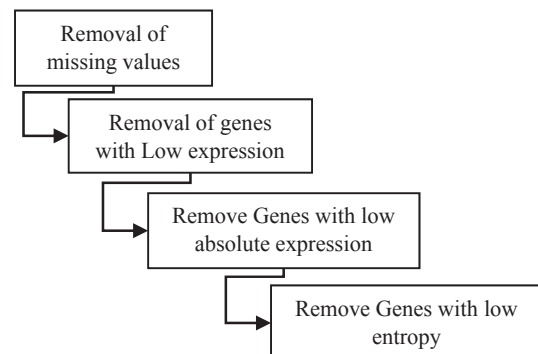 Removal of
missing values
Removal of genes
with Low expression
Remove Genes with low
absolute expression
Remove Genes with low
entropy